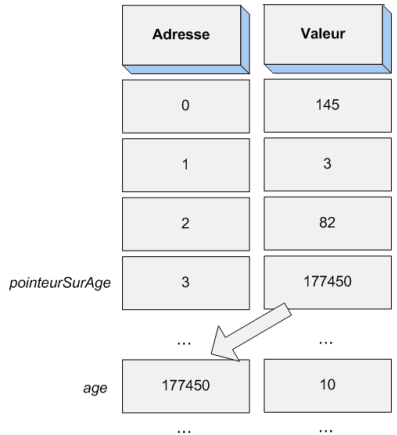 Adresse Valeur
0 145
1 3
2 82
pointeurSurAge 3 177450
... ...
age 177450 10
... ...